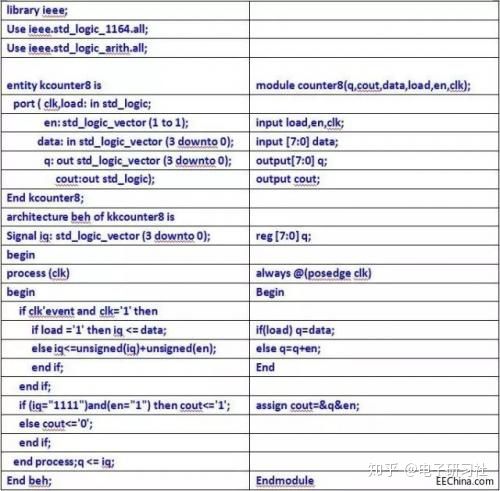 library ieee;
Use ieee.std_logic_1164.all;
Use ieee.std_logic_arith.all;
entity kcounter8 is module counter8(q,cout,data,load,en,clk);
port ( clk,load: in std_logic;
en: std_logic_vector (1 to 1); input load,en,clk;
data: in std_logic_vector (3 downto 0); input [7:0] data;
q: out std_logic_vector (3 downto 0); output[7:0] q;
cout:out std_logic); output cout;
End kcounter8;
architecture beh of kkcounter8 is
Signal iq: std_logic_vector (3 downto 0); reg [7:0] q;
begin
process (clk) always @(posedge clk)
begin Begin
if clk'event and clk='1' then
if load ='1' then iq <= data; if(load) q=data;
else iq<=unsigned(iq)+unsigned(en); else q=q+en;
end if; End
end if;
if (iq="1111")and(en="1") then cout<='1'; assign cout=&q&en;
else cout<='0';
end if;
end process;q <= iq;
End beh; Endmodule
知乎 @电子研习社
EEChina.com